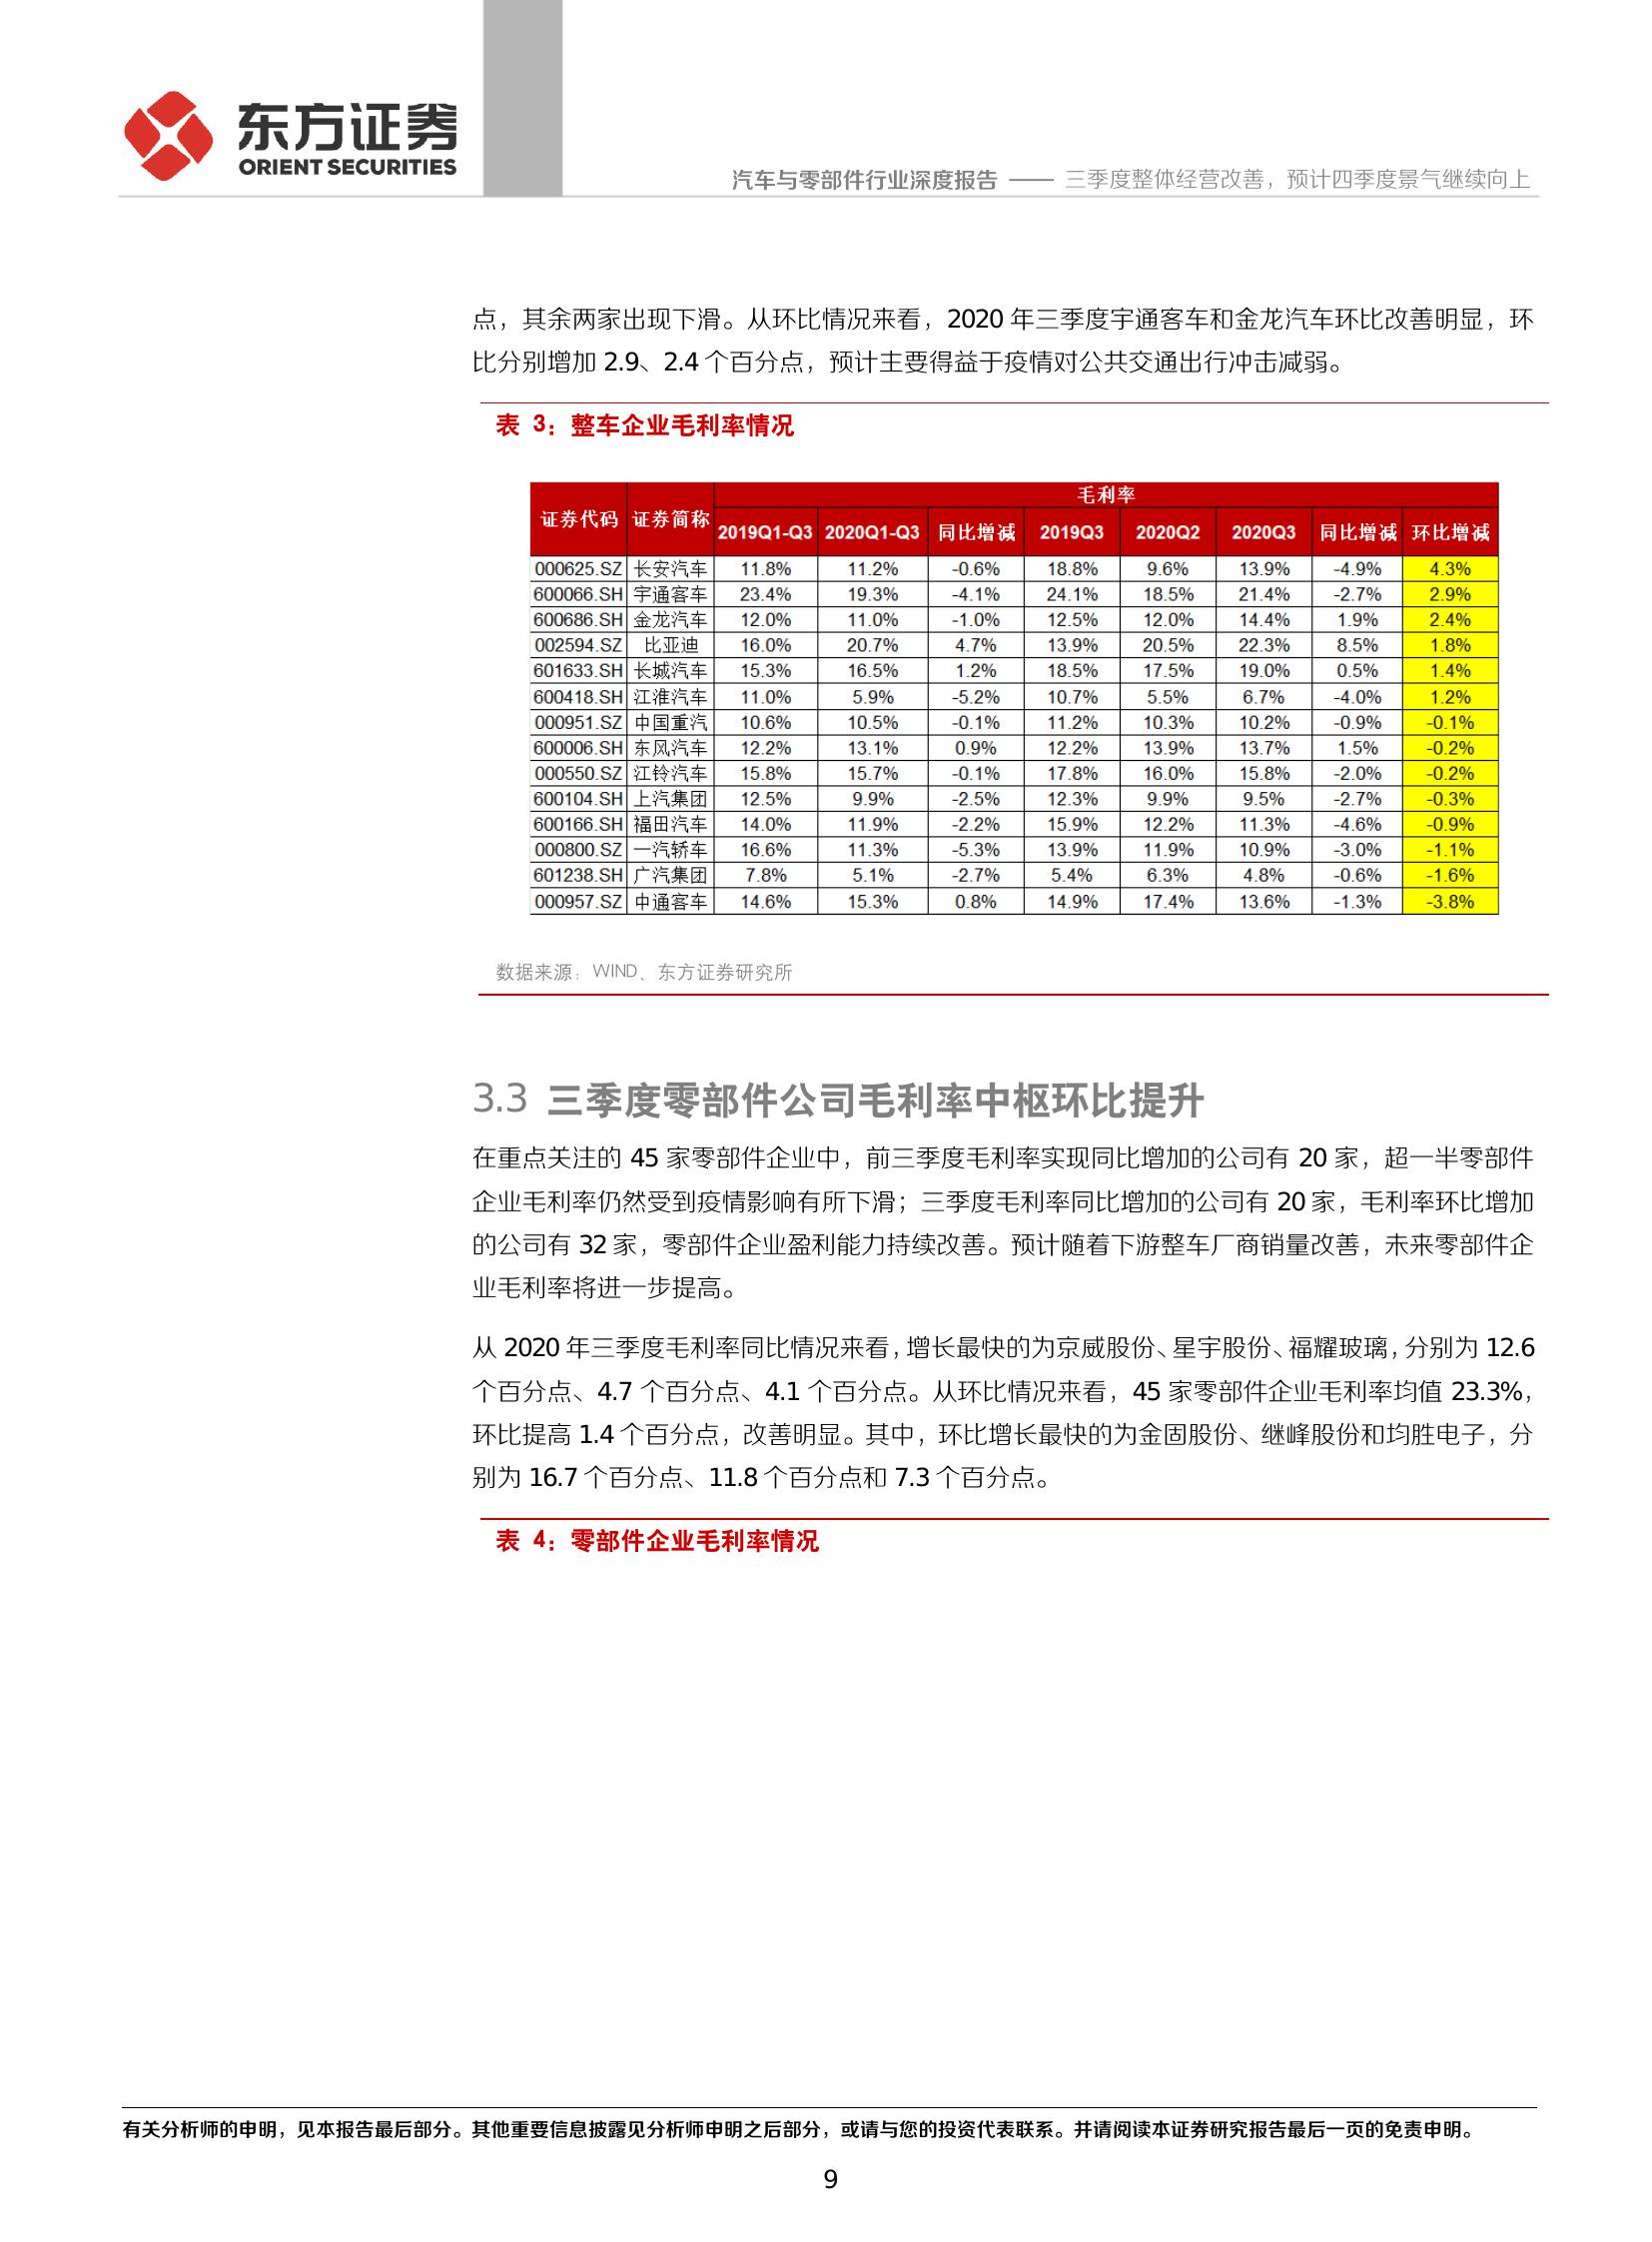 东方证券
ORIENT SECURITIES
汽车与零部件行业深度报告 —— 三季度整体经营改善，预计四季度景气继续向上
点，其余两家出现下滑。从环比情况来看，2020 年三季度宇通客车和金龙汽车环比改善明显，环
比分别增加 2.9、2.4 个百分点，预计主要得益于疫情对公共交通出行冲击减弱。
表 3：整车企业毛利率情况
证券代码 证券简称 毛利率
2019Q1-Q3 2020Q1-Q3 同比增减 2019Q3 2020Q2 2020Q3 同比增减 环比增减
000625.SZ 长安汽车 11.8% 11.2% -0.6% 18.8% 9.6% 13.9% -4.9% 4.3%
600066.SH 宇通客车 23.4% 19.3% -4.1% 24.1% 18.5% 21.4% -2.7% 2.9%
600686.SH 金龙汽车 12.0% 11.0% -1.0% 12.5% 12.0% 14.4% 1.9% 2.4%
002594.SZ 比亚迪 16.0% 20.7% 4.7% 13.9% 20.5% 22.3% 8.5% 1.8%
601633.SH 长城汽车 15.3% 16.5% 1.2% 18.5% 17.5% 19.0% 0.5% 1.4%
600418.SH 江淮汽车 11.0% 5.9% -5.2% 10.7% 5.5% 6.7% -4.0% 1.2%
000951.SZ 中国重汽 10.6% 10.5% -0.1% 11.2% 10.3% 10.2% -0.9% -0.1%
600006.SH 东风汽车 12.2% 13.1% 0.9% 12.2% 13.9% 13.7% 1.5% -0.2%
000550.SZ 江铃汽车 15.8% 15.7% -0.1% 17.8% 16.0% 15.8% -2.0% -0.2%
600104.SH 上汽集团 12.5% 9.9% -2.5% 12.3% 9.9% 9.5% -2.7% -0.3%
600166.SH 福田汽车 14.0% 11.9% -2.2% 15.9% 12.2% 11.3% -4.6% -0.9%
000800.SZ 一汽轿车 16.6% 11.3% -5.3% 13.9% 11.9% 10.9% -3.0% -1.1%
601238.SH 广汽集团 7.8% 5.1% -2.7% 5.4% 6.3% 4.8% -0.6% -1.6%
000957.SZ 中通客车 14.6% 15.3% 0.8% 14.9% 17.4% 13.6% -1.3% -3.8%
数据来源：WIND、东方证券研究所
3.3 三季度零部件公司毛利率中枢环比提升
在重点关注的 45 家零部件企业中，前三季度毛利率实现同比增加的公司有 20 家，超一半零部件
企业毛利率仍然受到疫情影响有所下滑；三季度毛利率同比增加的公司有 20 家，毛利率环比增加
的公司有 32 家，零部件企业盈利能力持续改善。预计随着下游整车厂商销量改善，未来零部件企
业毛利率将进一步提高。
从 2020 年三季度毛利率同比情况来看，增长最快的为京威股份、星宇股份、福耀玻璃，分别为 12.6
个百分点、4.7 个百分点、4.1 个百分点。从环比情况来看，45 家零部件企业毛利率均值 23.3%，
环比提高 1.4 个百分点，改善明显。其中，环比增长最快的为金固股份、继峰股份和均胜电子，分
别为 16.7 个百分点、11.8 个百分点和 7.3 个百分点。
表 4：零部件企业毛利率情况
有关分析师的申明，见本报告最后部分。其他重要信息披露见分析师申明之后部分，或请与您的投资代表联系。并请阅读本证券研究报告最后一页的免责申明。
9